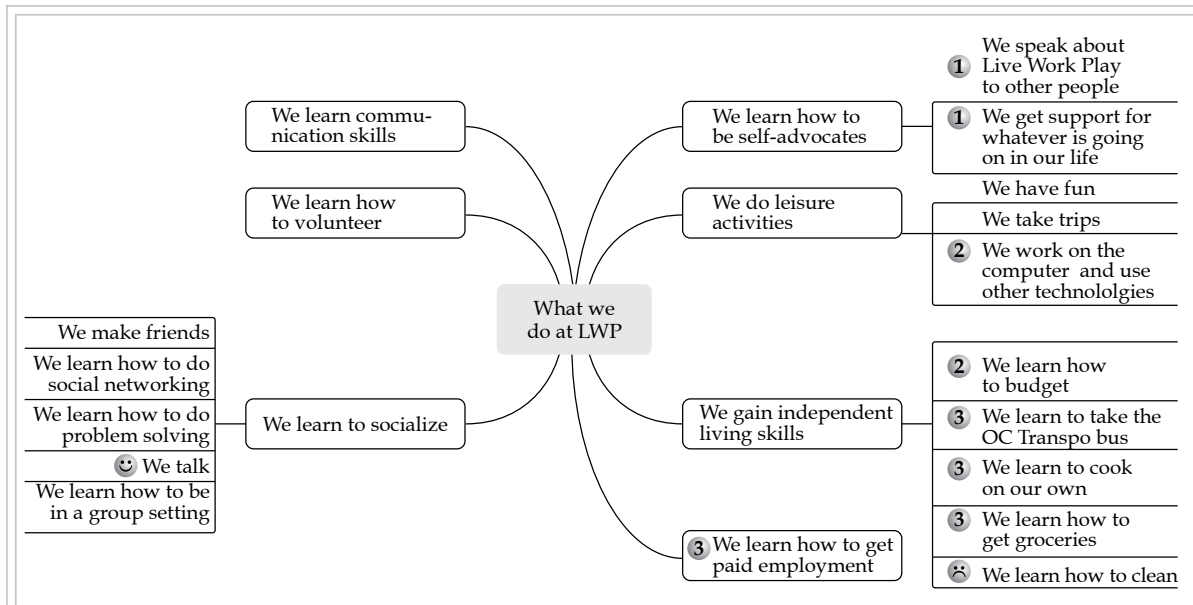 We learn commu-
nication skills
We learn how
to volunteer
We make friends
We learn how to do
social networking
We learn how to do
problem solving
We talk
We learn how to be
in a group setting
We learn to socialize
What we
do at LWP
We learn how to
be self-advocates
1
We speak about
Live Work Play
to other people
1
We get support for
whatever is going
on in our life
We do leisure
activities
We have fun
We take trips
2
We work on the
computer and use
other technololgies
We gain independent
living skills
2
We learn how
to budget
3
We learn to take the
OC Transpo bus
3
We learn to cook
on our own
3
We learn how to
get groceries
We learn how to clean
3
We learn how to get
paid employment